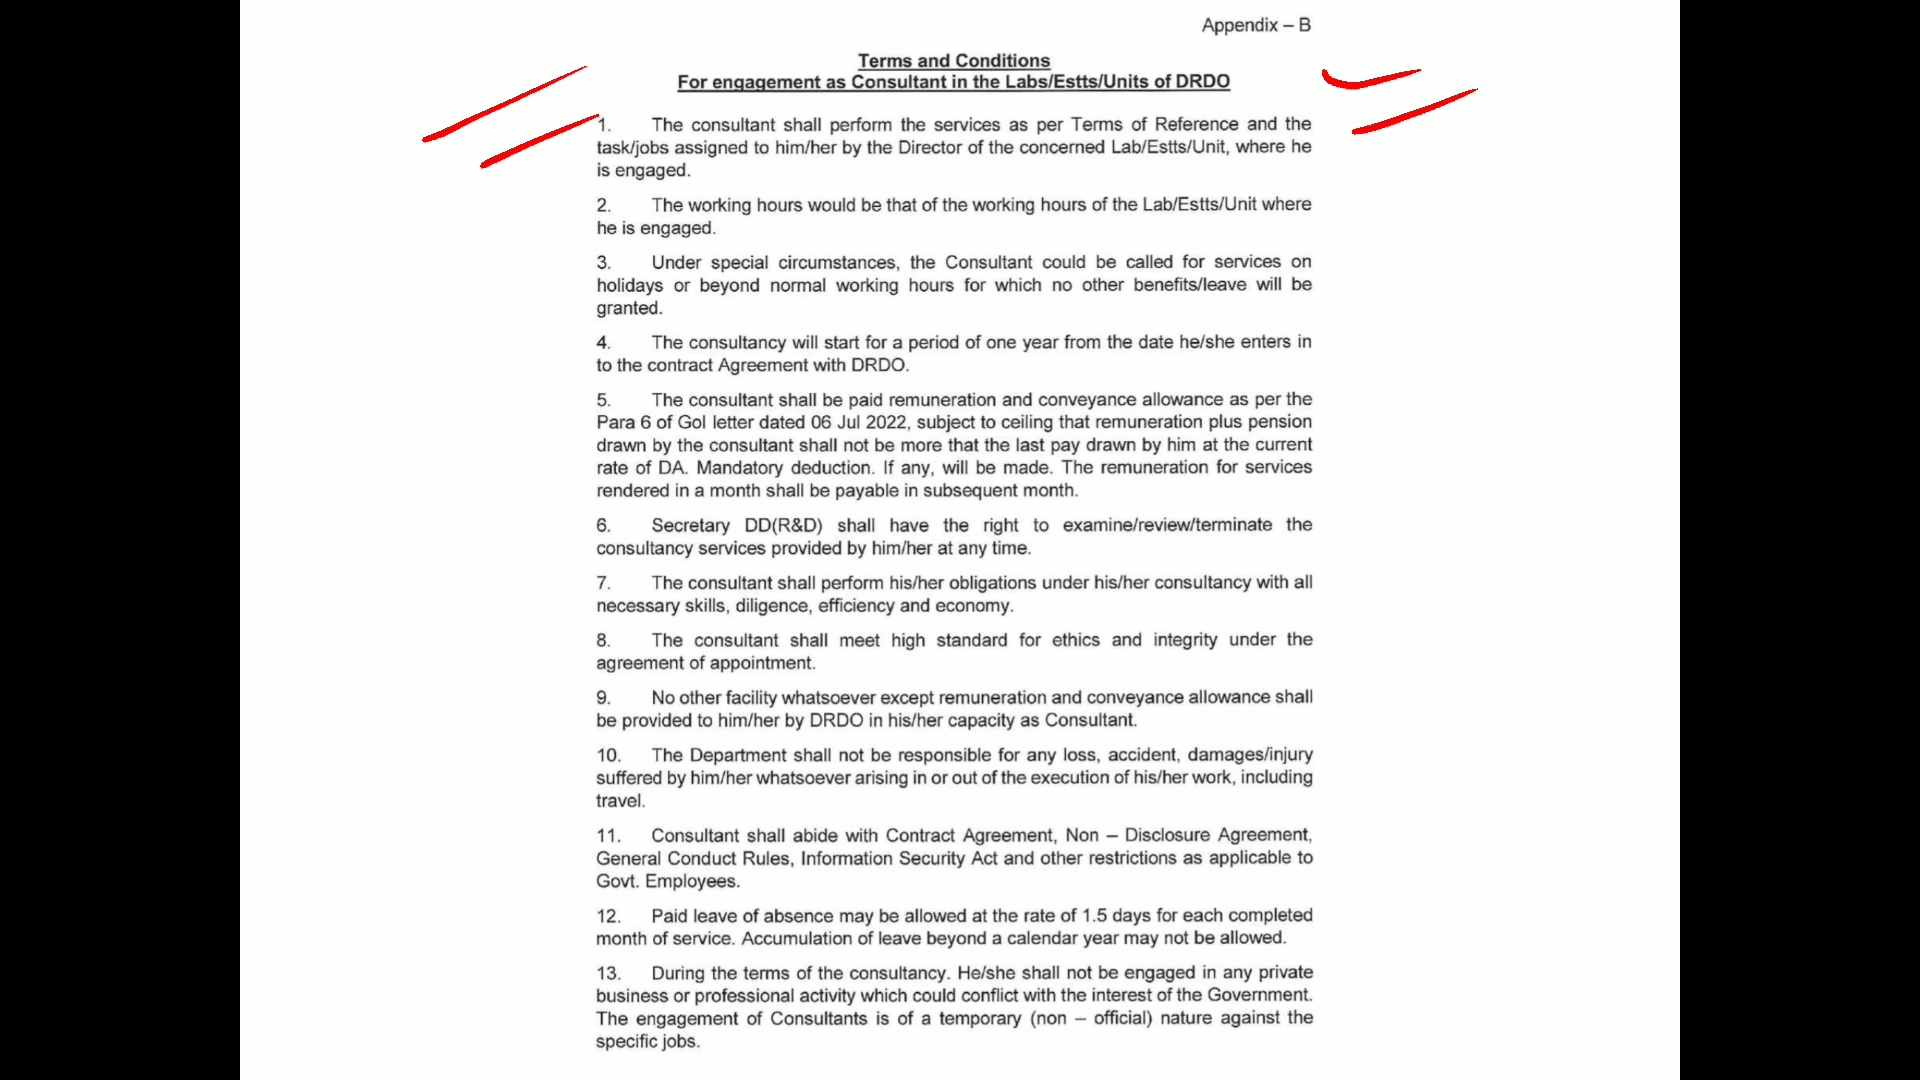 Appendix – B
Terms and Conditions
For engagement as Consultant in the Labs/Estts/Units of DRDO
1. The consultant shall perform the services as per Terms of Reference and the
task/jobs assigned to him/her by the Director of the concerned Lab/Estts/Unit, where he
is engaged.
2. The working hours would be that of the working hours of the Lab/Estts/Unit where
he is engaged.
3. Under special circumstances, the Consultant could be called for services on
holidays or beyond normal working hours for which no other benefits/leave will be
granted.
4. The consultancy will start for a period of one year from the date he/she enters in
to the contract Agreement with DRDO.
5. The consultant shall be paid remuneration and conveyance allowance as per the
Para 6 of GoI letter dated 06 Jul 2022, subject to ceiling that remuneration plus pension
drawn by the consultant shall not be more that the last pay drawn by him at the current
rate of DA. Mandatory deduction. If any, will be made. The remuneration for services
rendered in a month shall be payable in subsequent month.
6. Secretary DD(R&D) shall have the right to examine/review/terminate the
consultancy services provided by him/her at any time.
7. The consultant shall perform his/her obligations under his/her consultancy with all
necessary skills, diligence, efficiency and economy.
8. The consultant shall meet high standard for ethics and integrity under the
agreement of appointment.
9. No other facility whatsoever except remuneration and conveyance allowance shall
be provided to him/her by DRDO in his/her capacity as Consultant.
10. The Department shall not be responsible for any loss, accident, damages/injury
suffered by him/her whatsoever arising in or out of the execution of his/her work, including
travel.
11. Consultant shall abide with Contract Agreement, Non – Disclosure Agreement,
General Conduct Rules, Information Security Act and other restrictions as applicable to
Govt. Employees.
12. Paid leave of absence may be allowed at the rate of 1.5 days for each completed
month of service. Accumulation of leave beyond a calendar year may not be allowed.
13. During the terms of the consultancy. He/she shall not be engaged in any private
business or professional activity which could conflict with the interest of the Government.
The engagement of Consultants is of a temporary (non – official) nature against the
specific jobs.